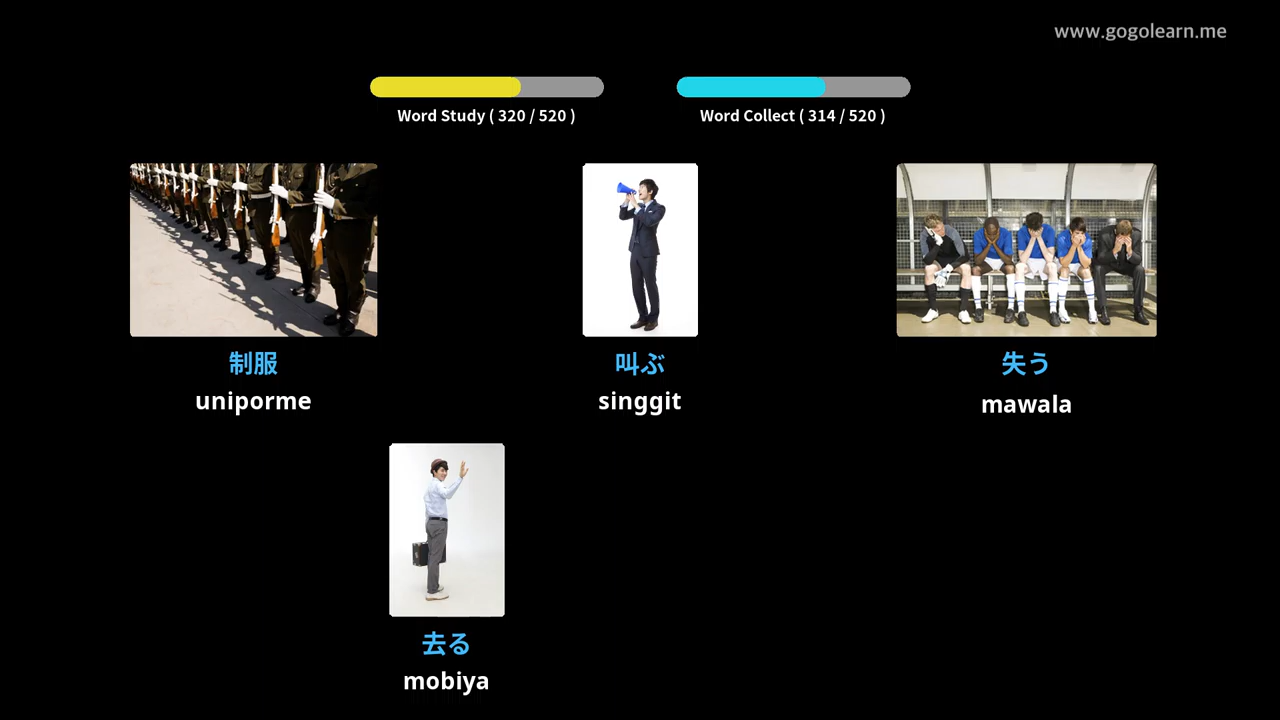 www.gogolearn.me
Word Study ( 320 / 520 )
Word Collect ( 314 / 520 )
制服
uniporme
叫ぶ
singgit
失う
mawala
去る
mobiya